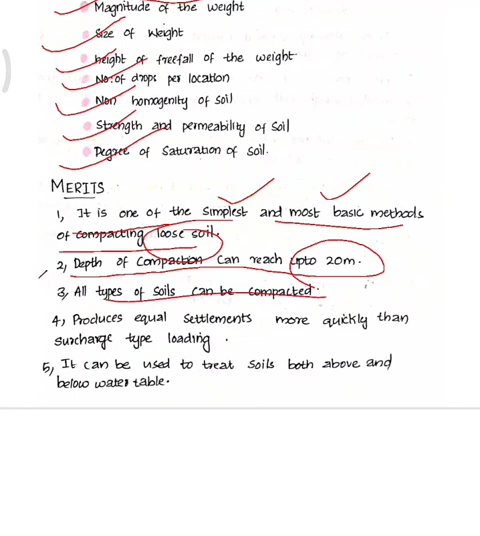 Magnitude of the weight
Size of Weight
height of freefall of the weight
No: of drops per location
Non homogenity of soil
Strength and permeability of soil
Degree of Saturation of soil.
MERITS
1, It is one of the simplest and most basic methods
of compacting loose soil.
2, Depth of compaction can reach upto 20m.
3, All types of soils can be compacted.
4, Produces equal settlements more quickly than
surcharge type loading.
5, It can be used to treat soils both above and
below water table.